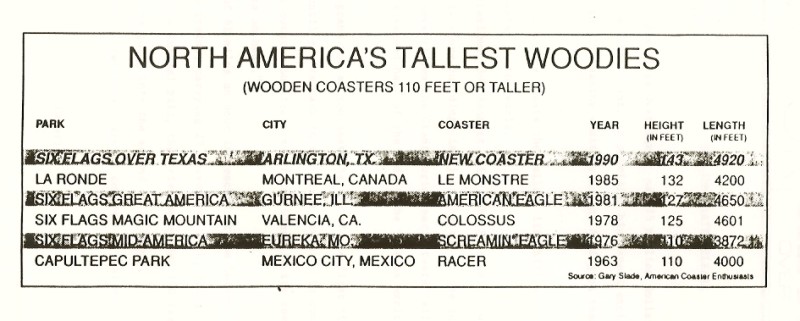 NORTH AMERICA'S TALLEST WOODIES
(WOODEN COASTERS 110 FEET OR TALLER)
PARK CITY COASTER YEAR HEIGHT (IN FEET) LENGTH (IN FEET)
SIX FLAGS OVER TEXAS ARLINGTON, TX. NEW COASTER 1990 143 4920
LA RONDE MONTREAL, CANADA LE MONSTRE 1985 132 4200
SIX FLAGS GREAT AMERICA GURNEE, ILL. AMERICAN EAGLE 1981 127 4650
SIX FLAGS MAGIC MOUNTAIN VALENCIA, CA. COLOSSUS 1978 125 4601
SIX FLAGS MID-AMERICA EUREKA, MO. SCREAMIN' EAGLE 1976 110 3872
CAPULTEPEC PARK MEXICO CITY, MEXICO RACER 1963 110 4000
Source: Gary Slade, American Coaster Enthusiasts